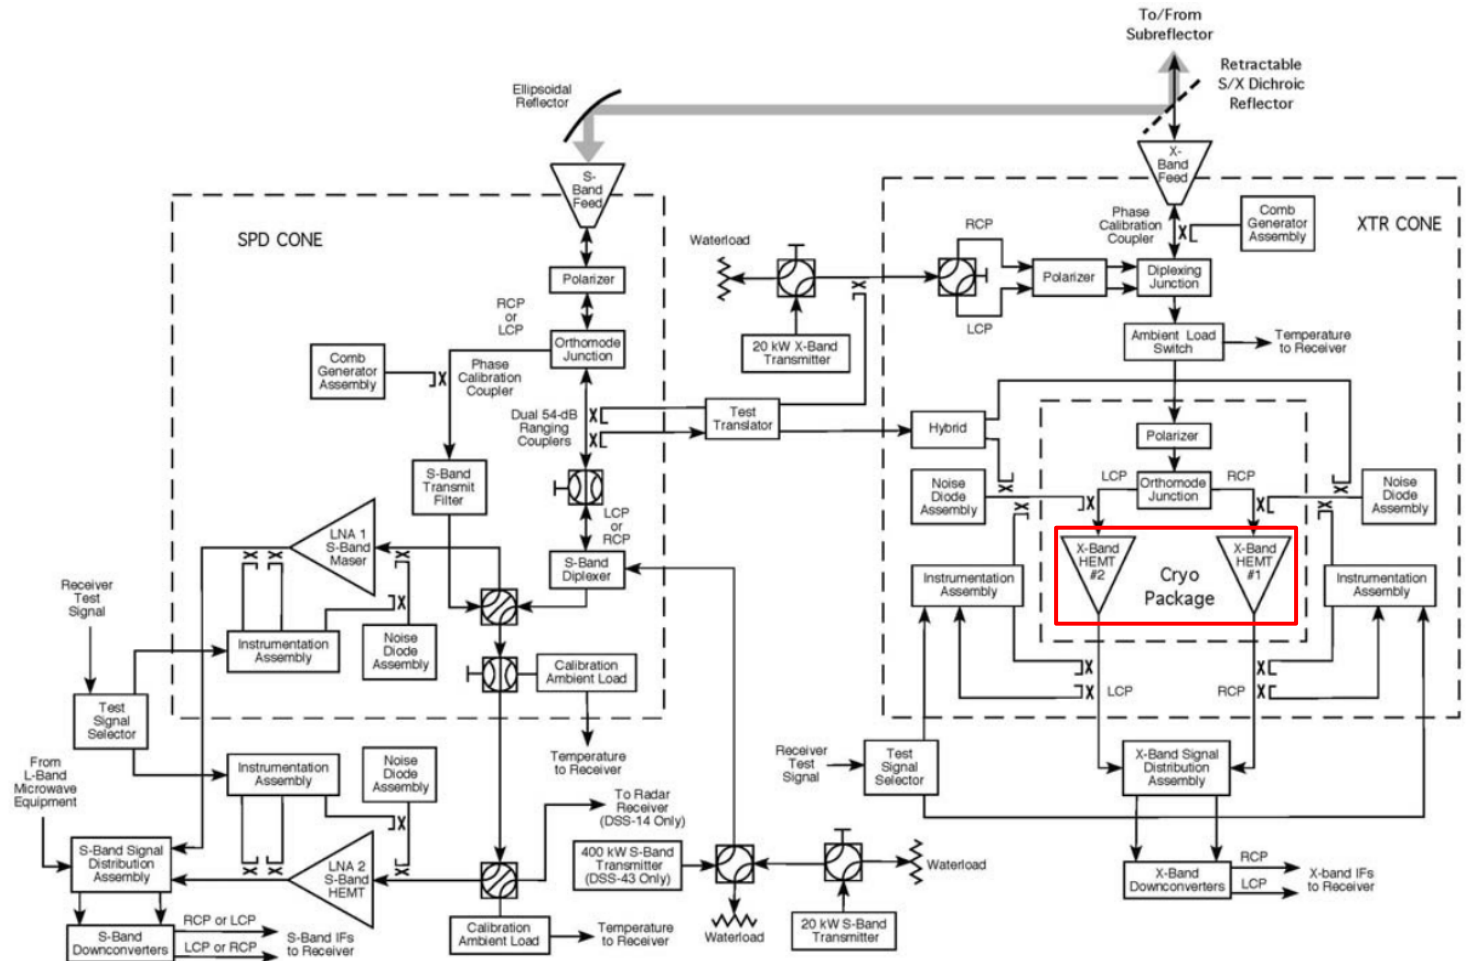 To/From
Subreflector
Retractable
S/X Dichroic
Reflector
Ellipsoidal
Reflector
S-
Band
Feed
X-
Band
Feed
SPD CONE
XTR CONE
Phase
Calibration
Coupler
Comb
Generator
Assembly
RCP
Waterload
Polarizer
Polarizer
Diplexing
Junction
RCP
or
LCP
LCP
Orthomode
Junction
20 kW X-Band
Transmitter
Ambient Load
Switch
Temperature
to Receiver
Comb
Generator
Assembly
Phase
Calibration
Coupler
Dual 54-dB
Ranging
Couplers
Test
Translator
Hybrid
Polarizer
S-Band
Transmit
Filter
LCP
RCP
Orthomode
Junction
Noise
Diode
Assembly
Noise
Diode
Assembly
LCP
or
RCP
LNA 1
S-Band
Maser
S-Band
Diplexer
X-Band
HEMT
#2
X-Band
HEMT
#1
Cryo
Package
Instrumentation
Assembly
Instrumentation
Assembly
Receiver
Test
Signal
Instrumentation
Assembly
Noise
Diode
Assembly
Calibration
Ambient Load
LCP
RCP
Test
Signal
Selector
Temperature
to Receiver
Receiver
Test
Signal
Test
Signal
Selector
X-Band Signal
Distribution
Assembly
From
L-Band
Microwave
Equipment
Instrumentation
Assembly
Noise
Diode
Assembly
To Radar
Receiver
(DSS-14 Only)
S-Band Signal
Distribution
Assembly
LNA 2
S-Band
HEMT
400 kW S-Band
Transmitter
(DSS-43 Only)
Waterload
X-Band
Downconverters
RCP
LCP
X-band IFs
to Receiver
S-Band
Downconverters
RCP or LCP
LCP or RCP
S-Band IFs
to Receiver
Calibration
Ambient Load
Temperature
to Receiver
Waterload
20 kW S-Band
Transmitter